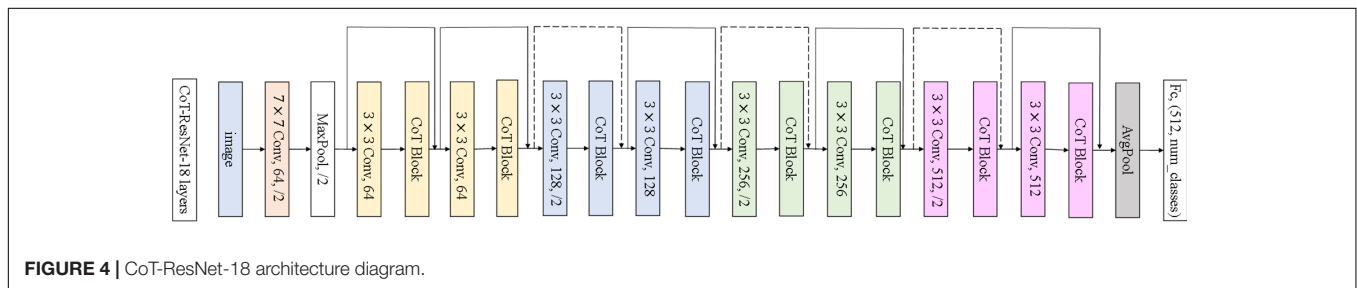 CoT-ResNet-18 layers
image
7 × 7 Conv, 64, /2
MaxPool, /2
3 × 3 Conv, 64
CoT Block
3 × 3 Conv, 64
CoT Block
3 × 3 Conv, 128, /2
CoT Block
3 × 3 Conv, 128
CoT Block
3 × 3 Conv, 256, /2
CoT Block
3 × 3 Conv, 256
CoT Block
3 × 3 Conv, 512, /2
CoT Block
3 × 3 Conv, 512
CoT Block
AvgPool
Fc, (512, num_classes)
FIGURE 4 | CoT-ResNet-18 architecture diagram.